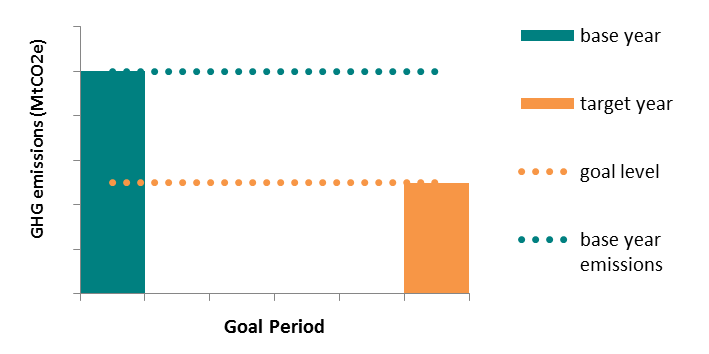 GHG emissions (MtCO2e)
Goal Period
base year
target year
goal level
base year
emissions